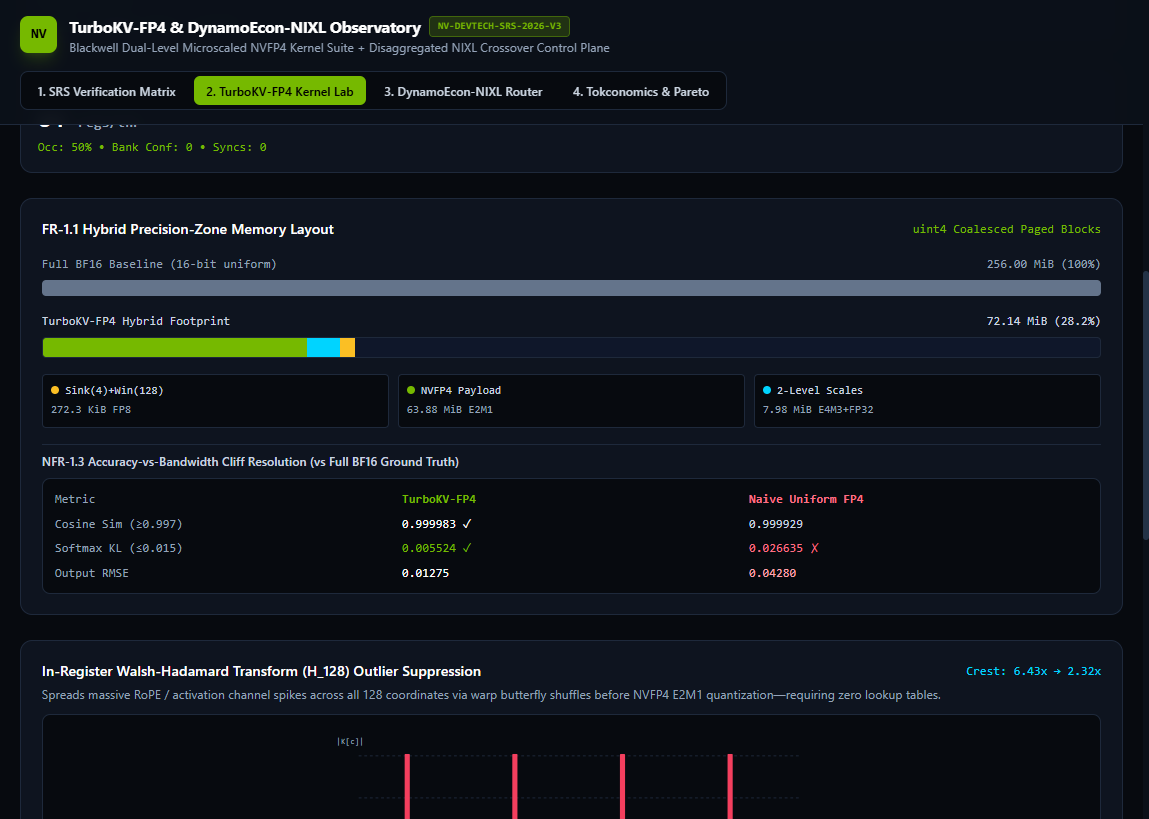 NV
TurboKV-FP4 & DynamoEcon-NIXL Observatory
NV-DEVTECH-SRS-2026-V3
Blackwell Dual-Level Microscaled NVFP4 Kernel Suite + Disaggregated NIXL Crossover Control Plane
1. SRS Verification Matrix
2. TurboKV-FP4 Kernel Lab
3. DynamoEcon-NIXL Router
4. Tokconomics & Pareto
Occ: 50% • Bank Conf: 0 • Syncs: 0
FR-1.1 Hybrid Precision-Zone Memory Layout
uint4 Coalesced Paged Blocks
Full BF16 Baseline (16-bit uniform)
256.00 MiB (100%)
TurboKV-FP4 Hybrid Footprint
72.14 MiB (28.2%)
Sink(4)+Win(128)
272.3 KiB FP8
NVFP4 Payload
63.88 MiB E2M1
2-Level Scales
7.98 MiB E4M3+FP32
NFR-1.3 Accuracy-vs-Bandwidth Cliff Resolution (vs Full BF16 Ground Truth)
Metric TurboKV-FP4 Naive Uniform FP4
Cosine Sim (≥0.997) 0.999983 ✓ 0.999929
Softmax KL (≤0.015) 0.005524 ✓ 0.026635 ✗
Output RMSE 0.01275 0.04280
In-Register Walsh-Hadamard Transform (H_128) Outlier Suppression
Crest: 6.43x → 2.32x
Spreads massive RoPE / activation channel spikes across all 128 coordinates via warp butterfly shuffles before NVFP4 E2M1 quantization—requiring zero lookup tables.
|K[c]|